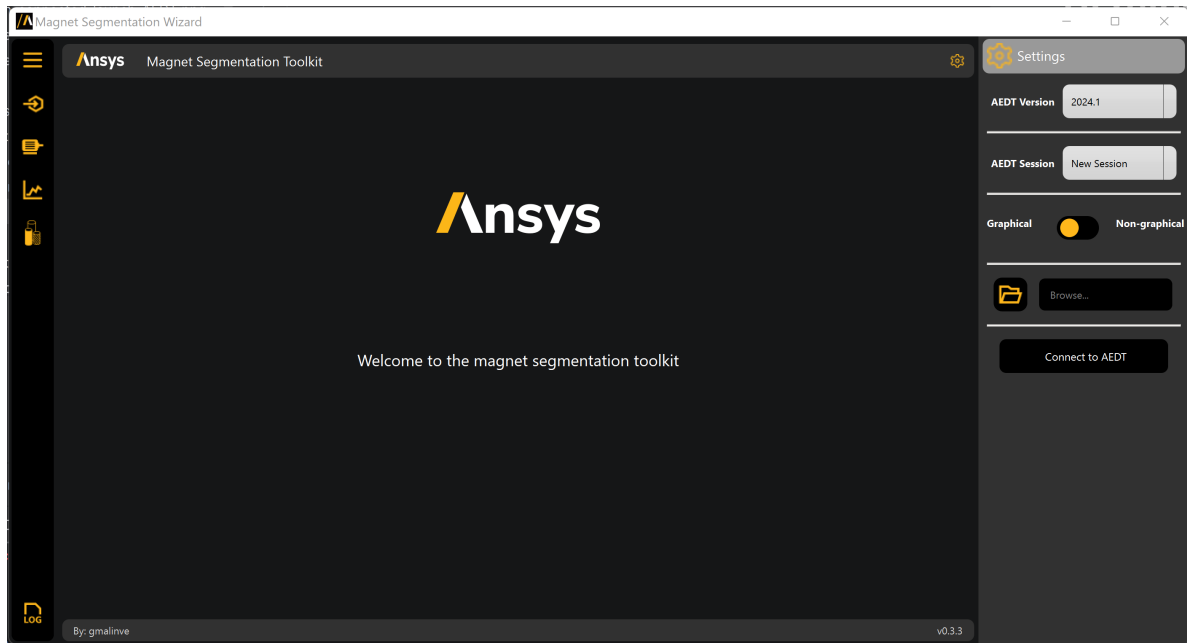 Magnet Segmentation Wizard
Ansys Magnet Segmentation Toolkit
Settings
AEDT Version 2024.1
AEDT Session New Session
Graphical Non-graphical
Browse...
Connect to AEDT
Ansys
Welcome to the magnet segmentation toolkit
LOG
By: gmalinve v0.3.3